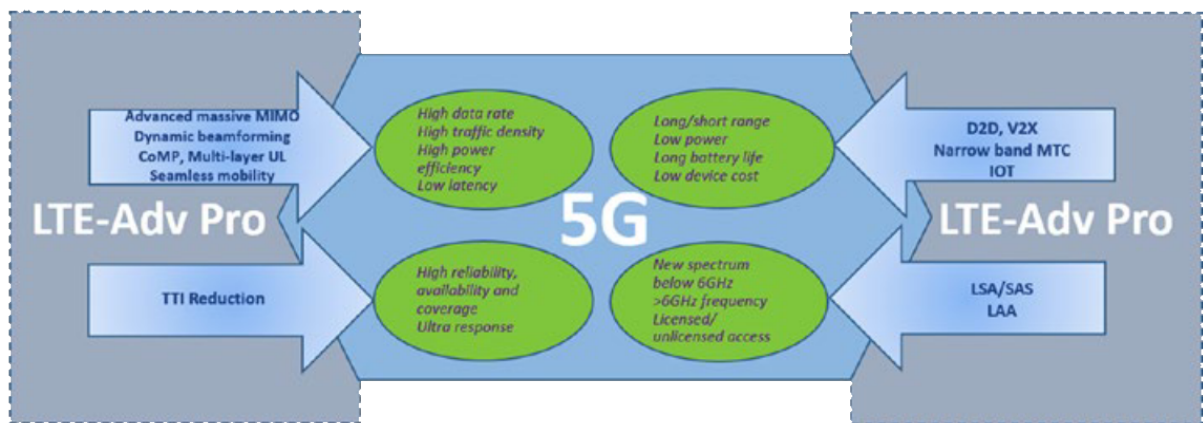 Advanced massive MIMO
Dynamic beamforming
CoMP, Multi-layer UL
Seamless mobility
High data rate
High traffic density
High power
efficiency
Low latency
Long/short range
Low power
Long battery life
Low device cost
D2D, V2X
Narrow band MTC
IOT
LTE-Adv Pro
5G
LTE-Adv Pro
TTI Reduction
High reliability,
availability and
coverage
Ultra response
New spectrum
below 6GHz
>6GHz frequency
Licensed/
unlicensed access
LSA/SAS
LAA